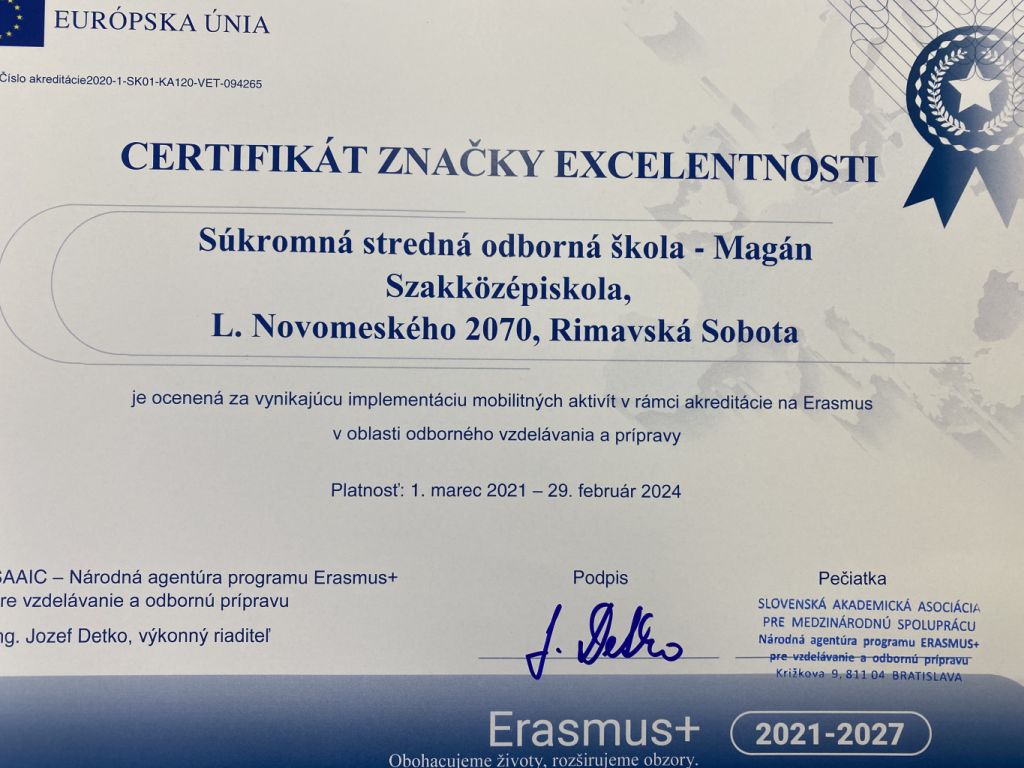 EURÓPSKA ÚNIA
Číslo akreditácie2020-1-SK01-KA120-VET-094265
CERTIFIKÁT ZNAČKY EXCELENTNOSTI
Súkromná stredná odborná škola - Magán
Szakközépiskola,
L. Novomeského 2070, Rimavská Sobota
je ocenená za vynikajúcu implementáciu mobilitných aktivít v rámci akreditácie na Erasmus
v oblasti odborného vzdelávania a prípravy
Platnosť: 1. marec 2021 – 29. február 2024
SAAIC – Národná agentúra programu Erasmus+
re vzdelávanie a odbornú prípravu
ng. Jozef Detko, výkonný riaditeľ
Podpis
J. Detko
Pečiatka
SLOVENSKÁ AKADEMICKÁ ASOCIÁCIA
PRE MEDZINÁRODNÚ SPOLUPRÁCU
Národná agentúra programu ERASMUS+
pre vzdelávanie a odbornú prípravu
Križkova 9, 811 04 BRATISLAVA
Erasmus+
2021-2027
Obohacujeme životy, rozširujeme obzory.